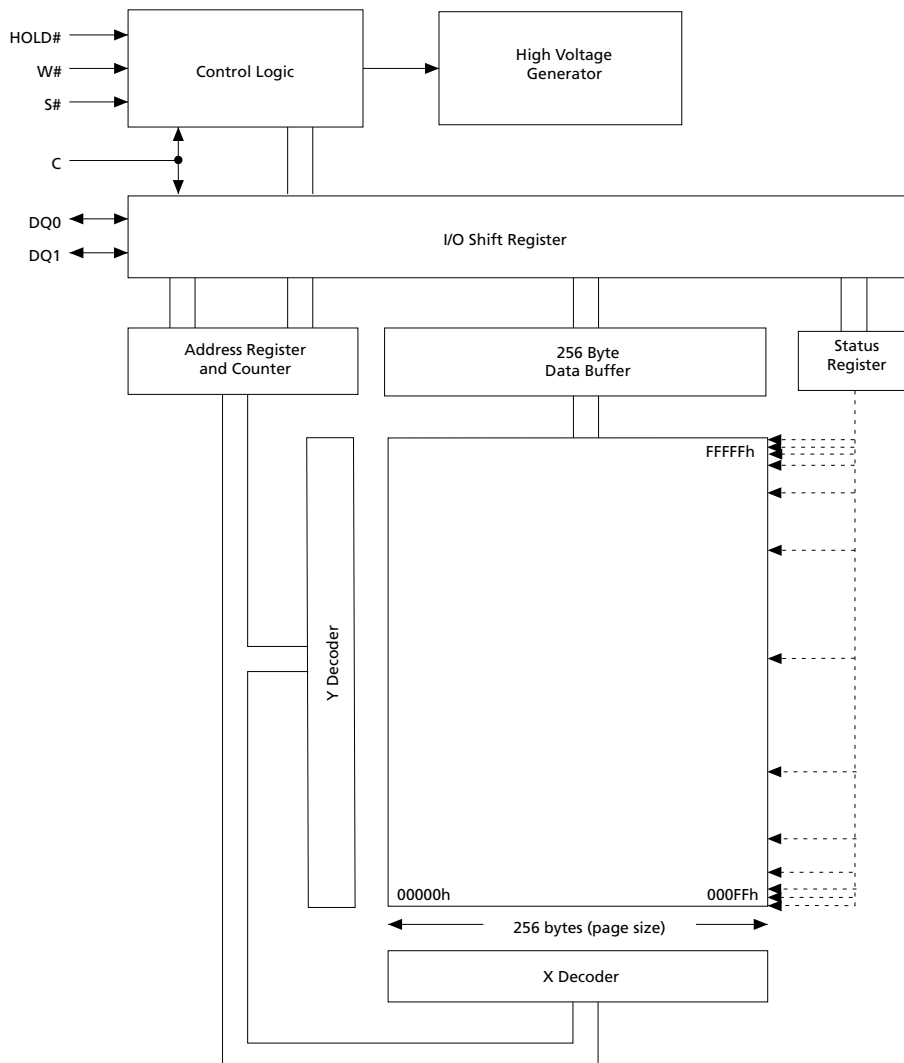 HOLD#
W#
S#
C
DQ0
DQ1
Control Logic
High Voltage
Generator
I/O Shift Register
Address Register
and Counter
256 Byte
Data Buffer
Status
Register
Y Decoder
FFFFFh
00000h
000FFh
256 bytes (page size)
X Decoder